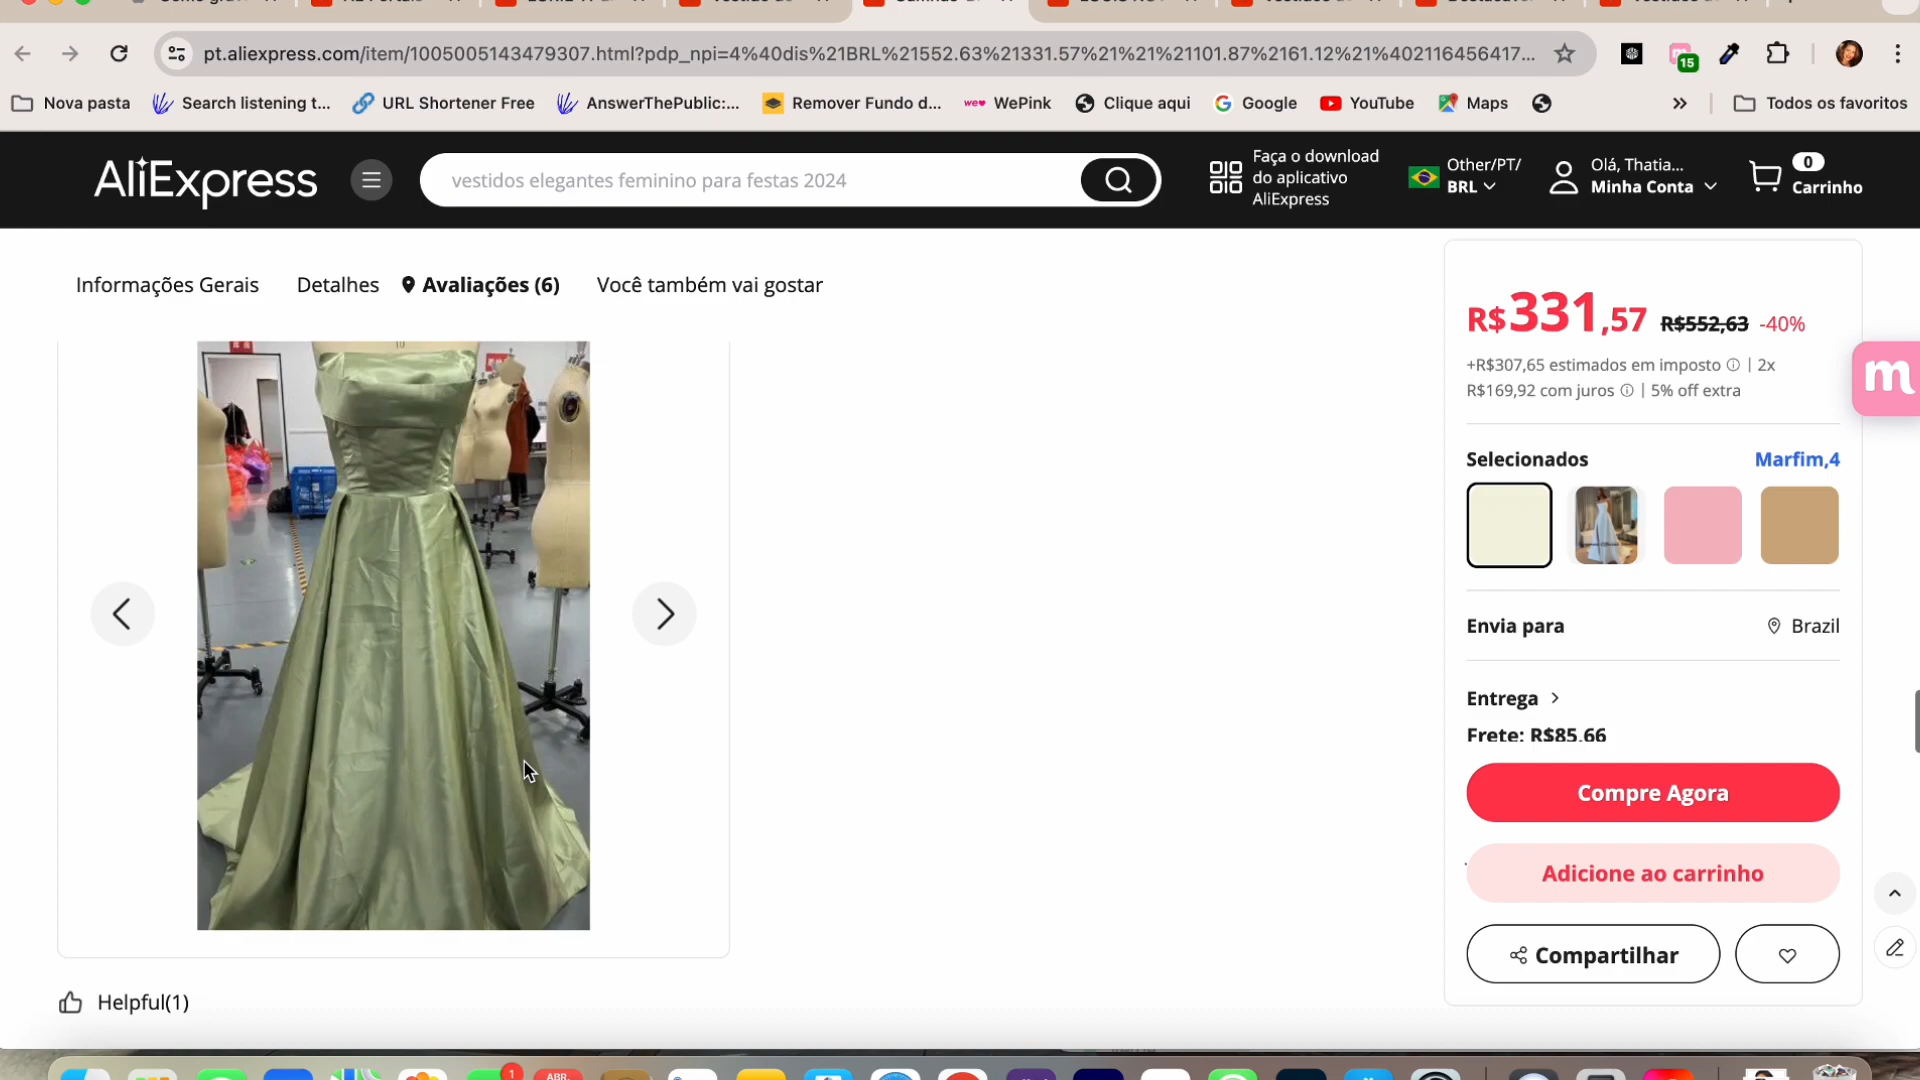 pt.aliexpress.com/item/1005005143479307.html?pdp_npi=4%40dis%21BRL%21552.63%21331.57%21%21%21101.87%2161.12%21%402116456417...
15
Nova pasta
Search listening t...
URL Shortener Free
AnswerThePublic:...
Remover Fundo d...
we WePink
Clique aqui
Google
YouTube
Maps
»
Todos os favoritos
AliExpress
vestidos elegantes feminino para festas 2024
Faça o download
do aplicativo
AliExpress
Other/PT/
BRL
Olá, Thatia...
Minha Conta
0
Carrinho
Informações Gerais
Detalhes
Avaliações (6)
Você também vai gostar
R$331,57 R$552,63 -40%
+R$307,65 estimados em imposto | 2x
R$169,92 com juros | 5% off extra
m
Selecionados
Marfim,4
Envia para
Brazil
Entrega
Frete: R$85.66
Compre Agora
Adicione ao carrinho
Compartilhar
Helpful(1)
1
ABR.